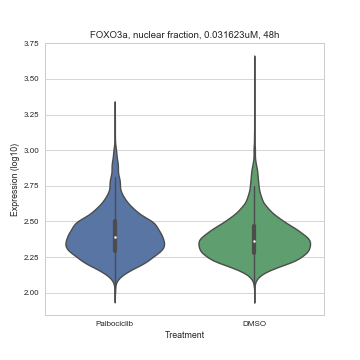 FOXO3a, nuclear fraction, 0.031623uM, 48h
3.75
3.50
3.25
3.00
2.75
2.50
2.25
2.00
Expression (log10)
Palbociclib
DMSO
Treatment